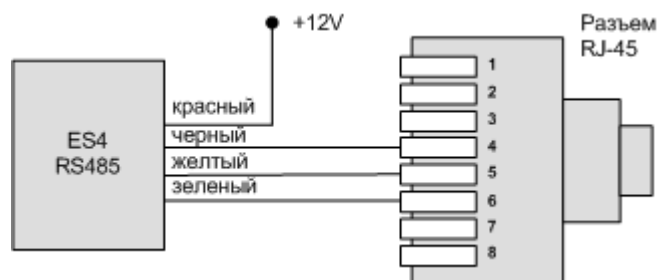 +12V
Разъем
RJ-45
ES4
RS485
красный
черный
желтый
зеленый
1
2
3
4
5
6
7
8